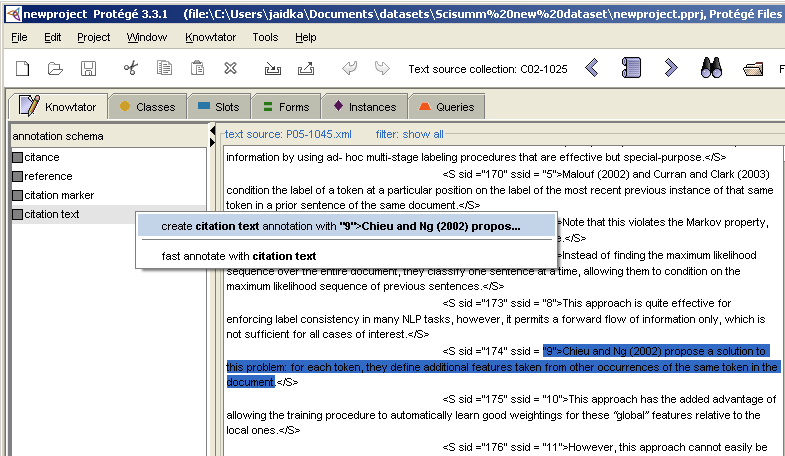 newproject Protégé 3.3.1 (file:\C:\Users\jaidka\Documents\datasets\Scisumm%20new%20dataset\newproject.pprj, Protégé Files
File Edit Project Window Knowtator Tools Help
Text source collection: C02-1025 F
Knowtator Classes Slots Forms Instances Queries
annotation schema
citance
reference
citation marker
citation text
text source: P05-1045.xml filter: show all
information by using ad- hoc multi-stage labeling procedures that are effective but special-purpose.</S>
<S sid ="170" ssid = "5">Malouf (2002) and Curran and Clark (2003)
condition the label of a token at a particular position on the label of the most recent previous instance of that same
token in a prior sentence of the same document.</S>
create citation text annotation with "9">Chieu and Ng (2002) propos...
fast annotate with citation text
>Note that this violates the Markov property,
e.</S>
>Instead of finding the maximum likelihood
sequence over the entire document, they classify one sentence at a time, allowing them to condition on the
maximum likelihood sequence of previous sentences.</S>
<S sid ="173" ssid = "8">This approach is quite effective for
enforcing label consistency in many NLP tasks, however, it permits a forward flow of information only, which is
not sufficient for all cases of interest.</S>
<S sid ="174" ssid = "9">Chieu and Ng (2002) propose a solution to
this problem: for each token, they define additional features taken from other occurrences of the same token in the
document.</S>
<S sid ="175" ssid = "10">This approach has the added advantage of
allowing the training procedure to automatically learn good weightings for these “global” features relative to the
local ones.</S>
<S sid ="176" ssid = "11">However, this approach cannot easily be